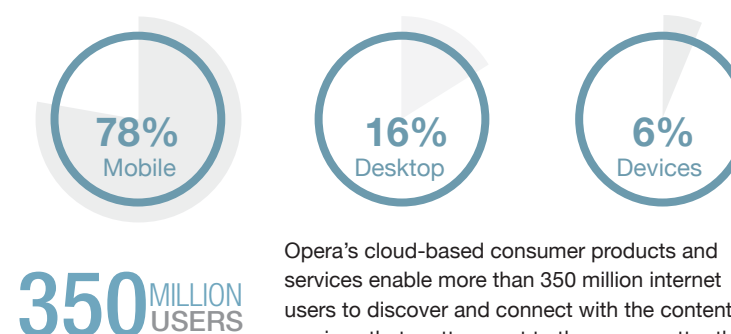 78%
Mobile
16%
Desktop
6%
Devices
350 MILLION
USERS
Opera's cloud-based consumer products and
services enable more than 350 million internet
users to discover and connect with the content